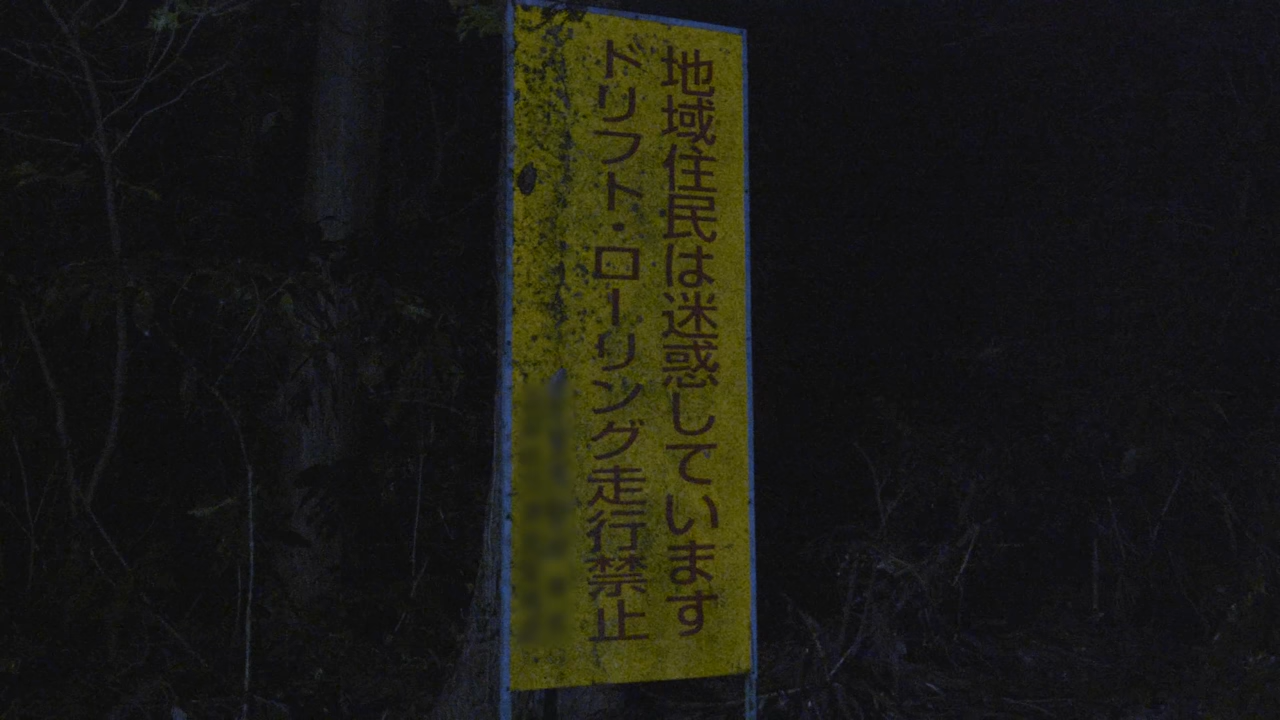 地域住民は迷惑しています
ドリフト・ローリング走行禁止